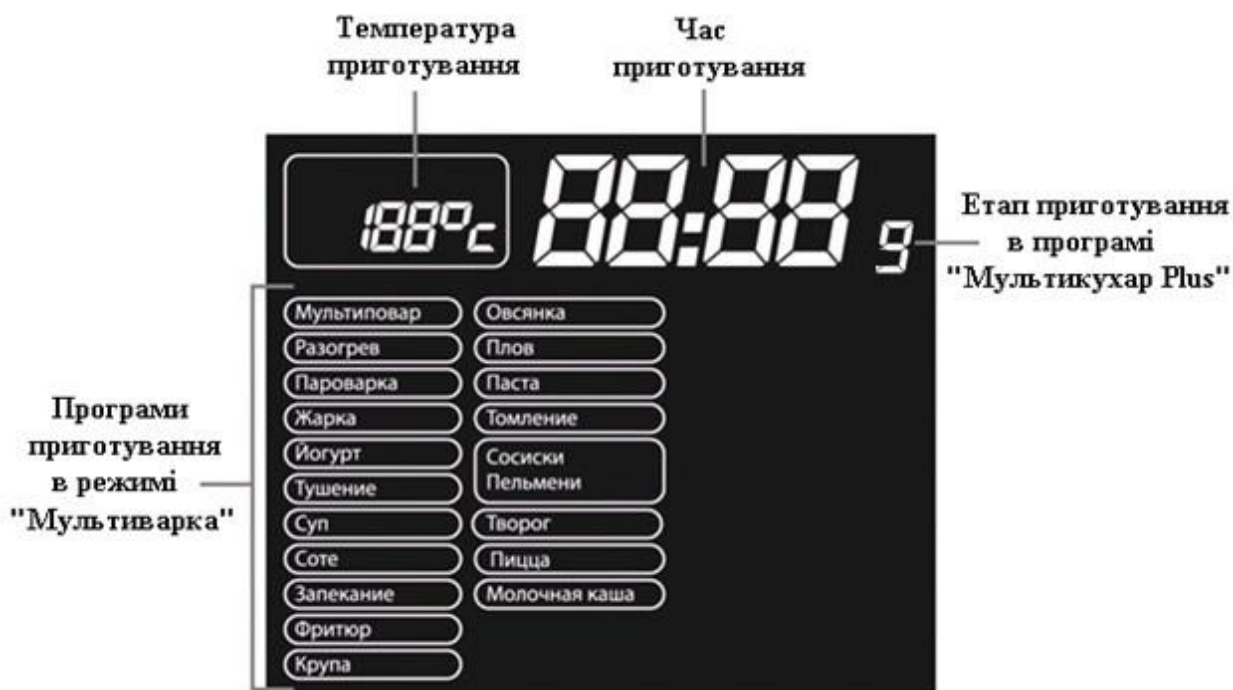 Температура
приготування
Час
приготування
188°c
88:88
9
Етап приготування
в програмі
"Мультикухар Plus"
Програми
приготування
в режимі
"Мультиварка"
Мультиповар
Разогрев
Пароварка
Жарка
Йогурт
Тушение
Суп
Соте
Запекание
Фритюр
Крупа
Овсянка
Плов
Паста
Томление
Сосиски
Пельмени
Творог
Пицца
Молочная каша